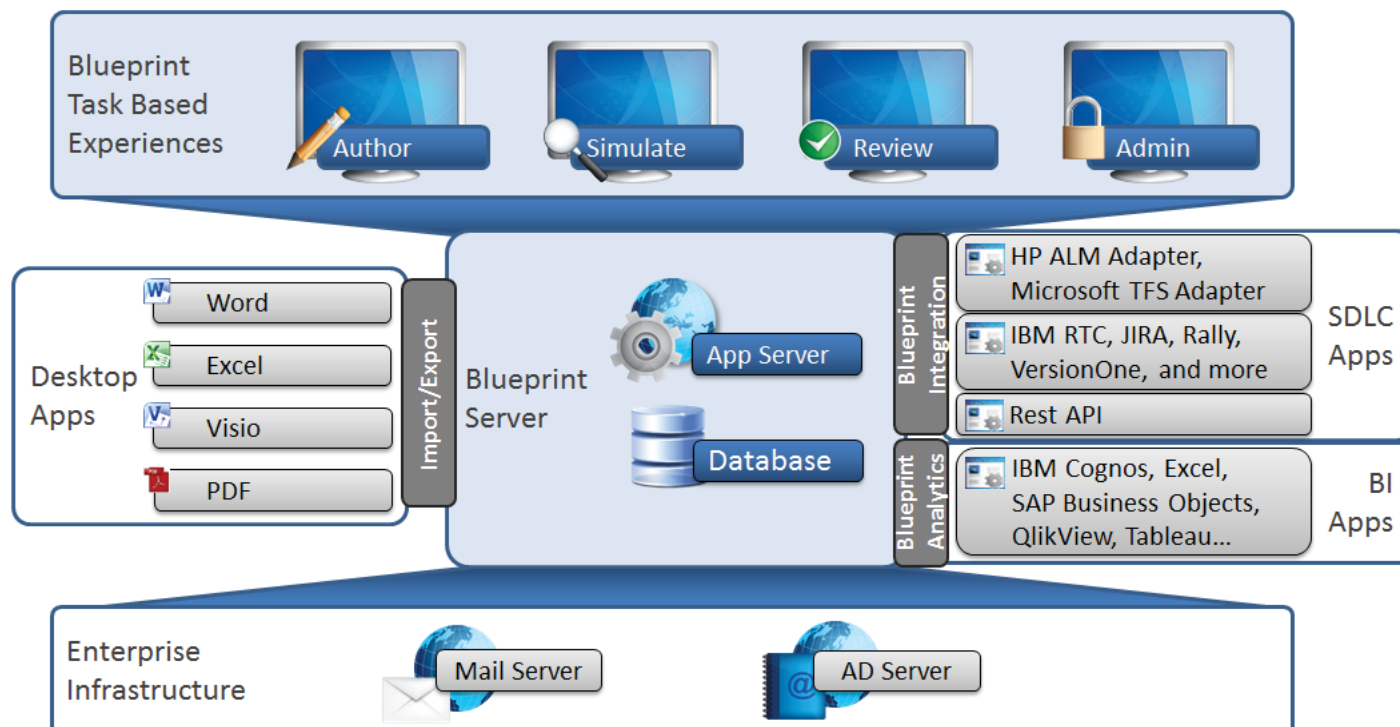 Blueprint
Task Based
Experiences
Author
Simulate
Review
Admin
Desktop
Apps
Word
Excel
Visio
PDF
Import/Export
Blueprint
Server
App Server
Database
Blueprint
Integration
HP ALM Adapter,
Microsoft TFS Adapter
IBM RTC, JIRA, Rally,
VersionOne, and more
Rest API
SDLC
Apps
Blueprint
Analytics
IBM Cognos, Excel,
SAP Business Objects,
QlikView, Tableau...
BI
Apps
Enterprise
Infrastructure
Mail Server
@
AD Server